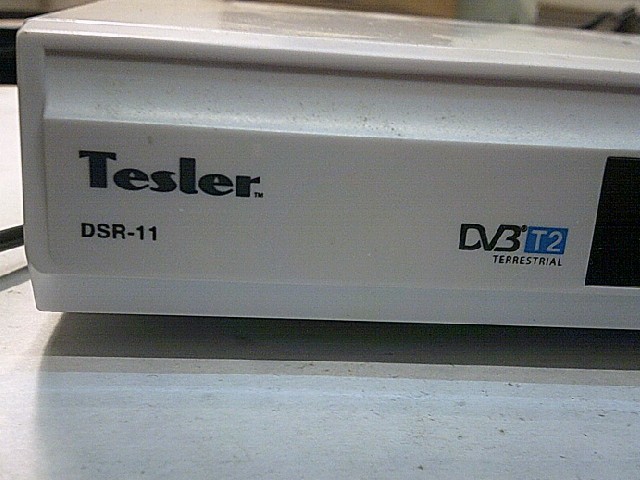 Tesler™
DSR-11
DVB® T2
TERRESTRIAL